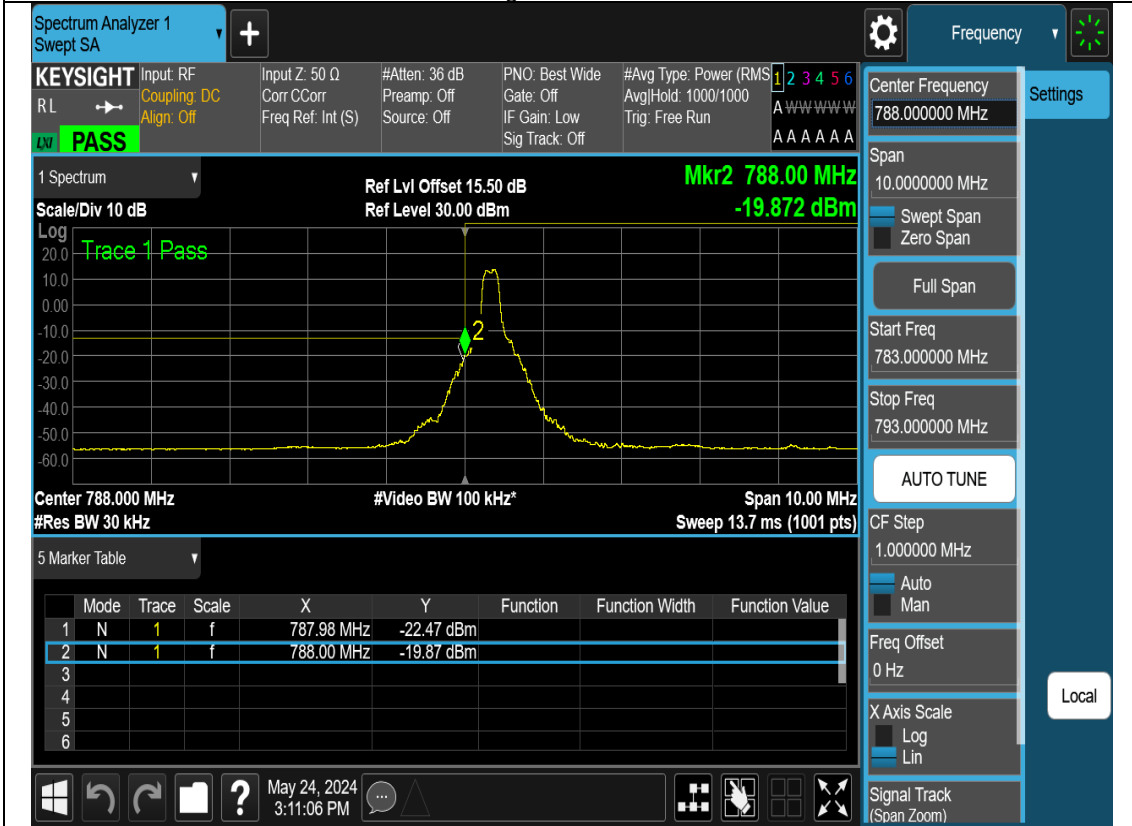 Spectrum Analyzer 1
Swept SA
+
Frequency
KEYSIGHT
R L
LXI
PASS
Input: RF
Coupling: DC
Align: Off
Input Z: 50 Ω
Corr CCorr
Freq Ref: Int (S)
#Atten: 36 dB
Preamp: Off
Source: Off
PNO: Best Wide
Gate: Off
IF Gain: Low
Sig Track: Off
#Avg Type: Power (RMS
Avg|Hold: 1000/1000
Trig: Free Run
1 2 3 4 5 6
A W W W W W
A A A A A A
1 Spectrum
Scale/Div 10 dB
Ref Lvl Offset 15.50 dB
Ref Level 30.00 dBm
Mkr2 788.00 MHz
-19.872 dBm
Log
Trace 1 Pass
20.0
10.0
0.00
-10.0
-20.0
-30.0
-40.0
-50.0
-60.0
2
Center 788.000 MHz
#Video BW 100 kHz*
Span 10.00 MHz
#Res BW 30 kHz
Sweep 13.7 ms (1001 pts)
5 Marker Table
Mode Trace Scale X Y Function Function Width Function Value
1 N 1 f 787.98 MHz -22.47 dBm
2 N 1 f 788.00 MHz -19.87 dBm
3
4
5
6
?
May 24, 2024
3:11:06 PM
Center Frequency
788.000000 MHz
Settings
Span
10.0000000 MHz
Swept Span
Zero Span
Full Span
Start Freq
783.000000 MHz
Stop Freq
793.000000 MHz
AUTO TUNE
CF Step
1.000000 MHz
Auto
Man
Freq Offset
0 Hz
Local
X Axis Scale
Log
Lin
Signal Track
(Span Zoom)